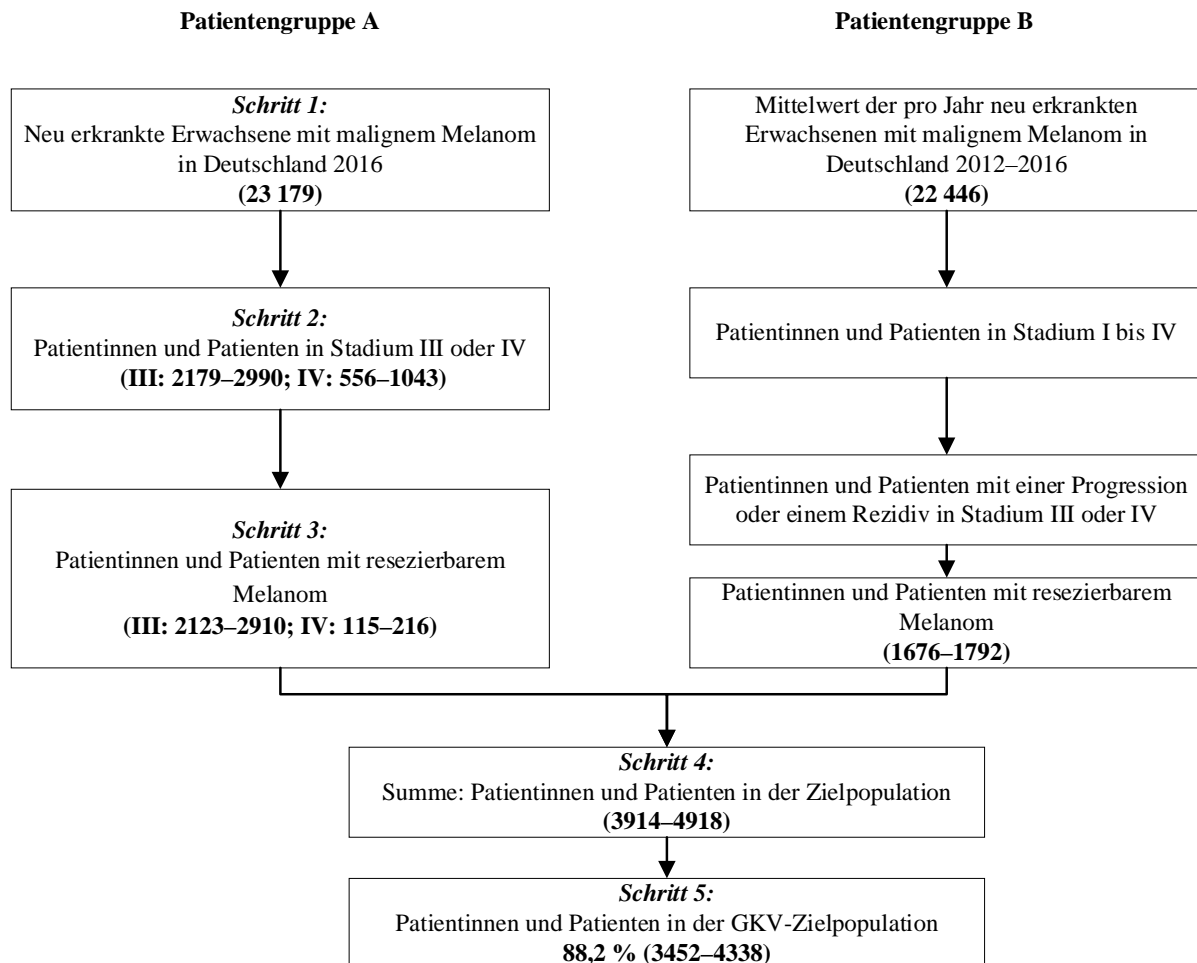 Patientengruppe A
Patientengruppe B
Schritt 1:
Neu erkrankte Erwachsene mit malignem Melanom
in Deutschland 2016
(23 179)
Mittelwert der pro Jahr neu erkrankten
Erwachsenen mit malignem Melanom in
Deutschland 2012–2016
(22 446)
Schritt 2:
Patientinnen und Patienten in Stadium III oder IV
(III: 2179–2990; IV: 556–1043)
Patientinnen und Patienten in Stadium I bis IV
Patientinnen und Patienten mit einer Progression
oder einem Rezidiv in Stadium III oder IV
Schritt 3:
Patientinnen und Patienten mit resezierbarem
Melanom
(III: 2123–2910; IV: 115–216)
Patientinnen und Patienten mit resezierbarem
Melanom
(1676–1792)
Schritt 4:
Summe: Patientinnen und Patienten in der Zielpopulation
(3914–4918)
Schritt 5:
Patientinnen und Patienten in der GKV-Zielpopulation
88,2 % (3452–4338)